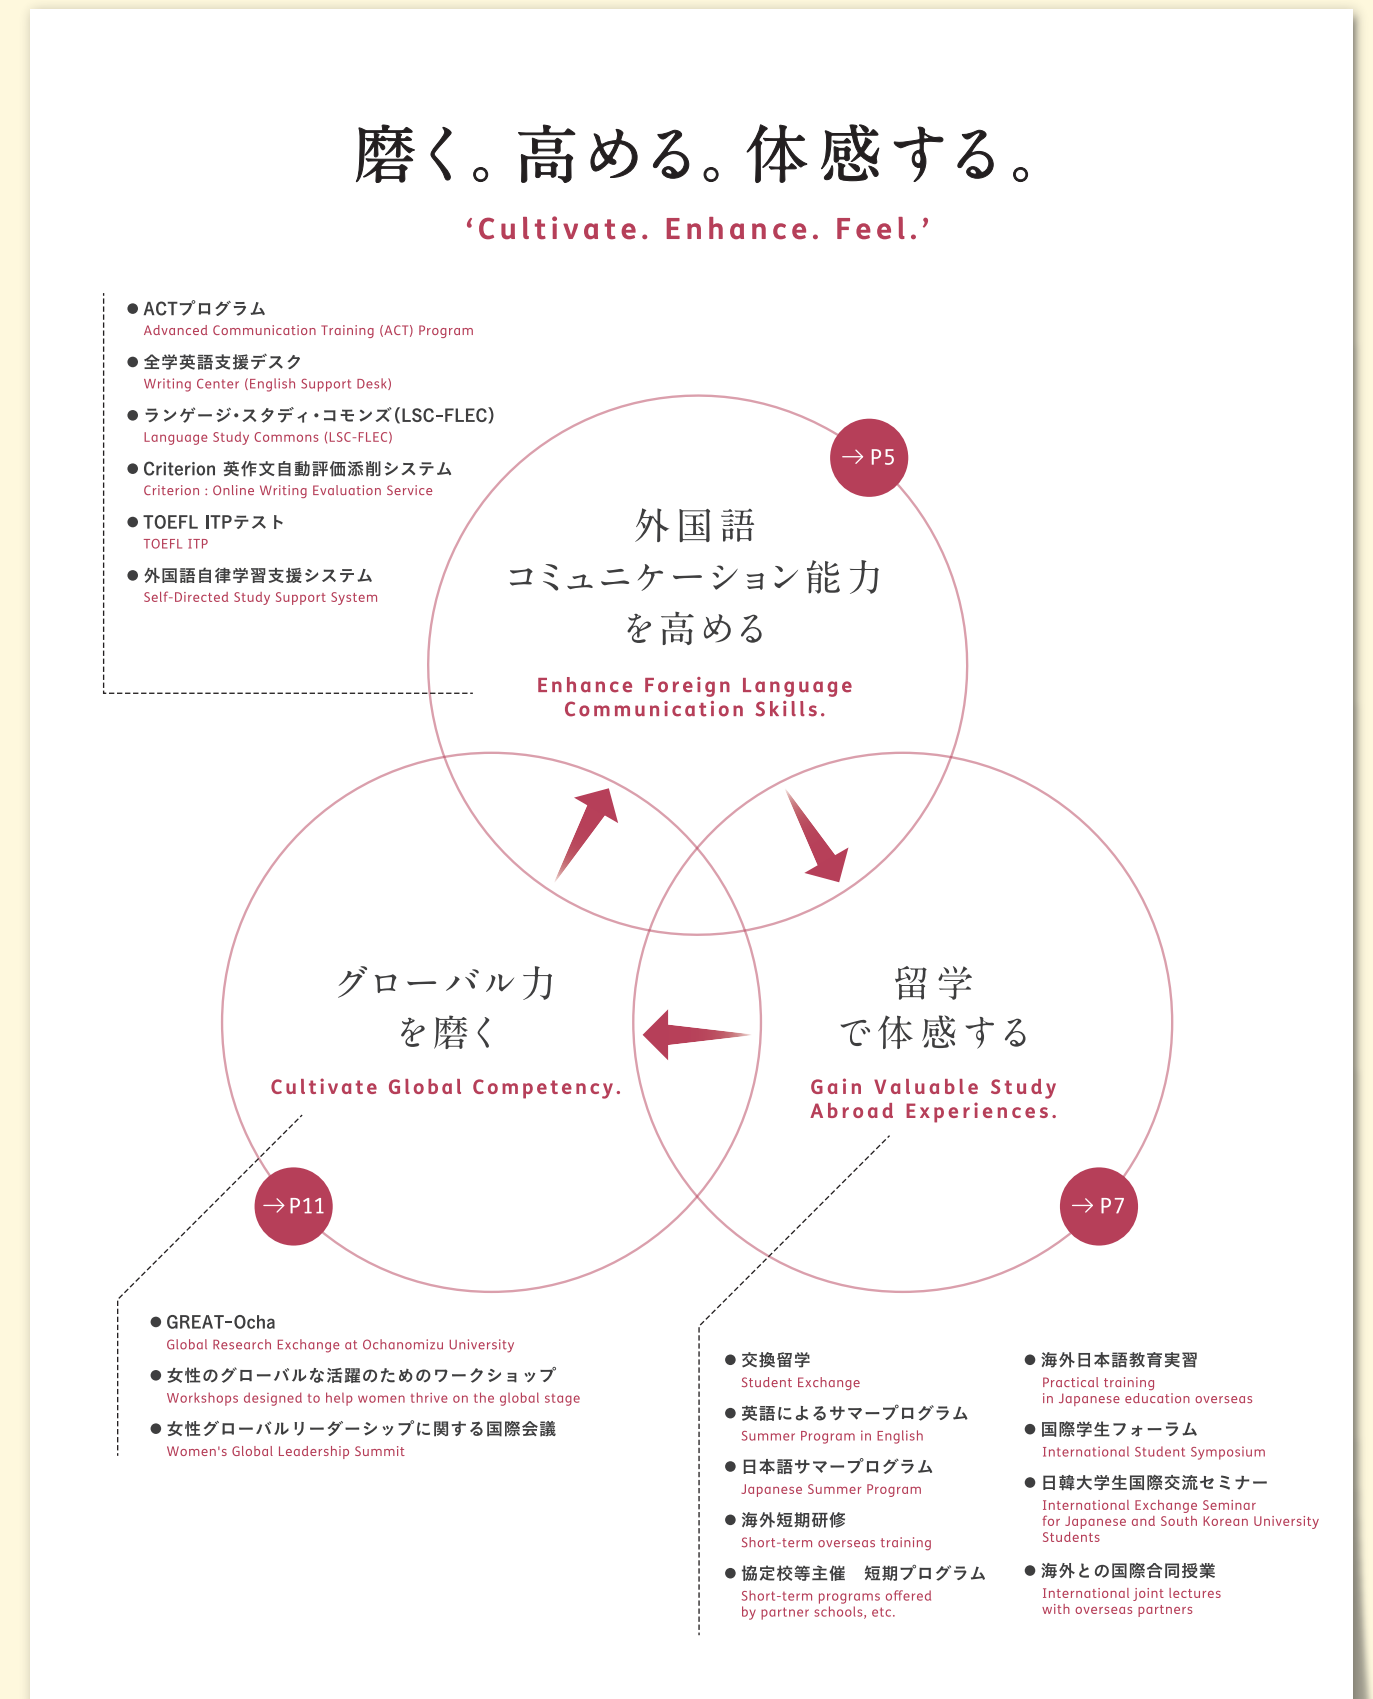 磨く。高める。体感する。
‘Cultivate. Enhance. Feel.’
● ACTプログラム
Advanced Communication Training (ACT) Program
● 全学英語支援デスク
Writing Center (English Support Desk)
● ランゲージ・スタディ・コモンズ(LSC-FLEC)
Language Study Commons (LSC-FLEC)
● Criterion 英作文自動評価添削システム
Criterion : Online Writing Evaluation Service
● TOEFL ITPテスト
TOEFL ITP
● 外国語自律学習支援システム
Self-Directed Study Support System
→ P5
外国語
コミュニケーション能力
を高める
Enhance Foreign Language
Communication Skills.
グローバル力
を磨く
Cultivate Global Competency.
→P11
留学
で体感する
Gain Valuable Study
Abroad Experiences.
→ P7
● GREAT-Ocha
Global Research Exchange at Ochanomizu University
● 女性のグローバルな活躍のためのワークショップ
Workshops designed to help women thrive on the global stage
● 女性グローバルリーダーシップに関する国際会議
Women's Global Leadership Summit
● 交換留学
Student Exchange
● 英語によるサマープログラム
Summer Program in English
● 日本語サマープログラム
Japanese Summer Program
● 海外短期研修
Short-term overseas training
● 協定校等主催　短期プログラム
Short-term programs offered
by partner schools, etc.
● 海外日本語教育実習
Practical training
in Japanese education overseas
● 国際学生フォーラム
International Student Symposium
● 日韓大学生国際交流セミナー
International Exchange Seminar
for Japanese and South Korean University
Students
● 海外との国際合同授業
International joint lectures
with overseas partners